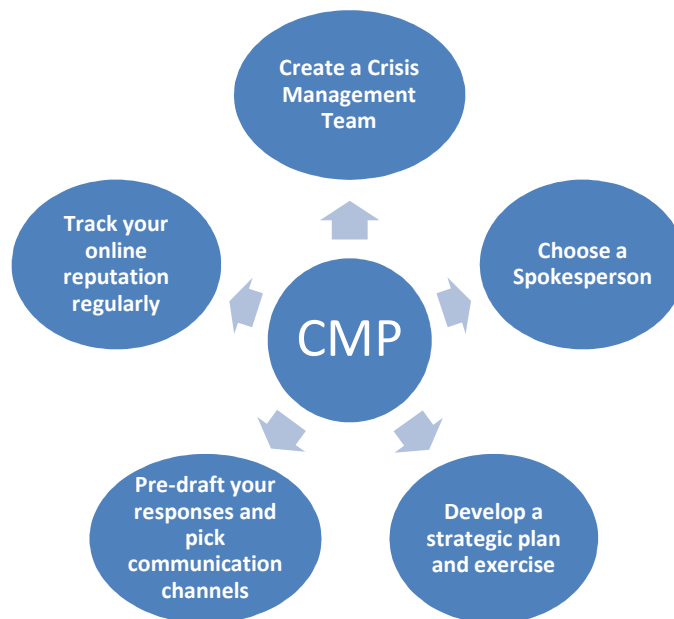 Create a Crisis
Management
Team
Choose a
Spokesperson
Develop a
strategic plan
and exercise
Pre-draft your
responses and
pick
communication
channels
Track your
online
reputation
regularly
CMP